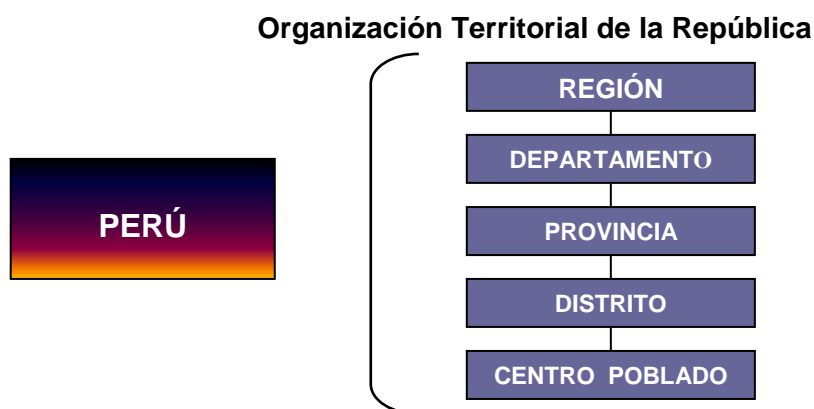 Organización Territorial de la República
REGIÓN
DEPARTAMENTO
PERÚ
PROVINCIA
DISTRITO
CENTRO POBLADO